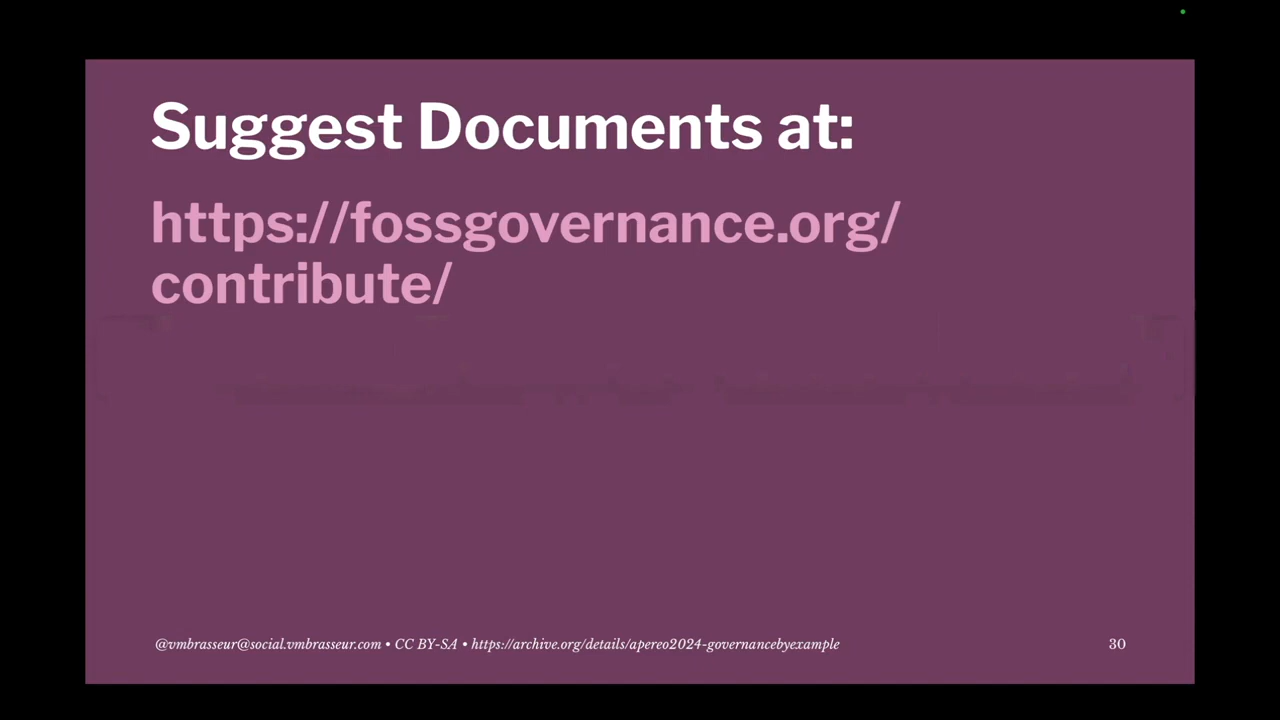 Suggest Documents at:
https://fossgovernance.org/
contribute/
@vmbrasseur@social.vmbrasseur.com • CC BY-SA • https://archive.org/details/apereo2024-governancebyexample
30